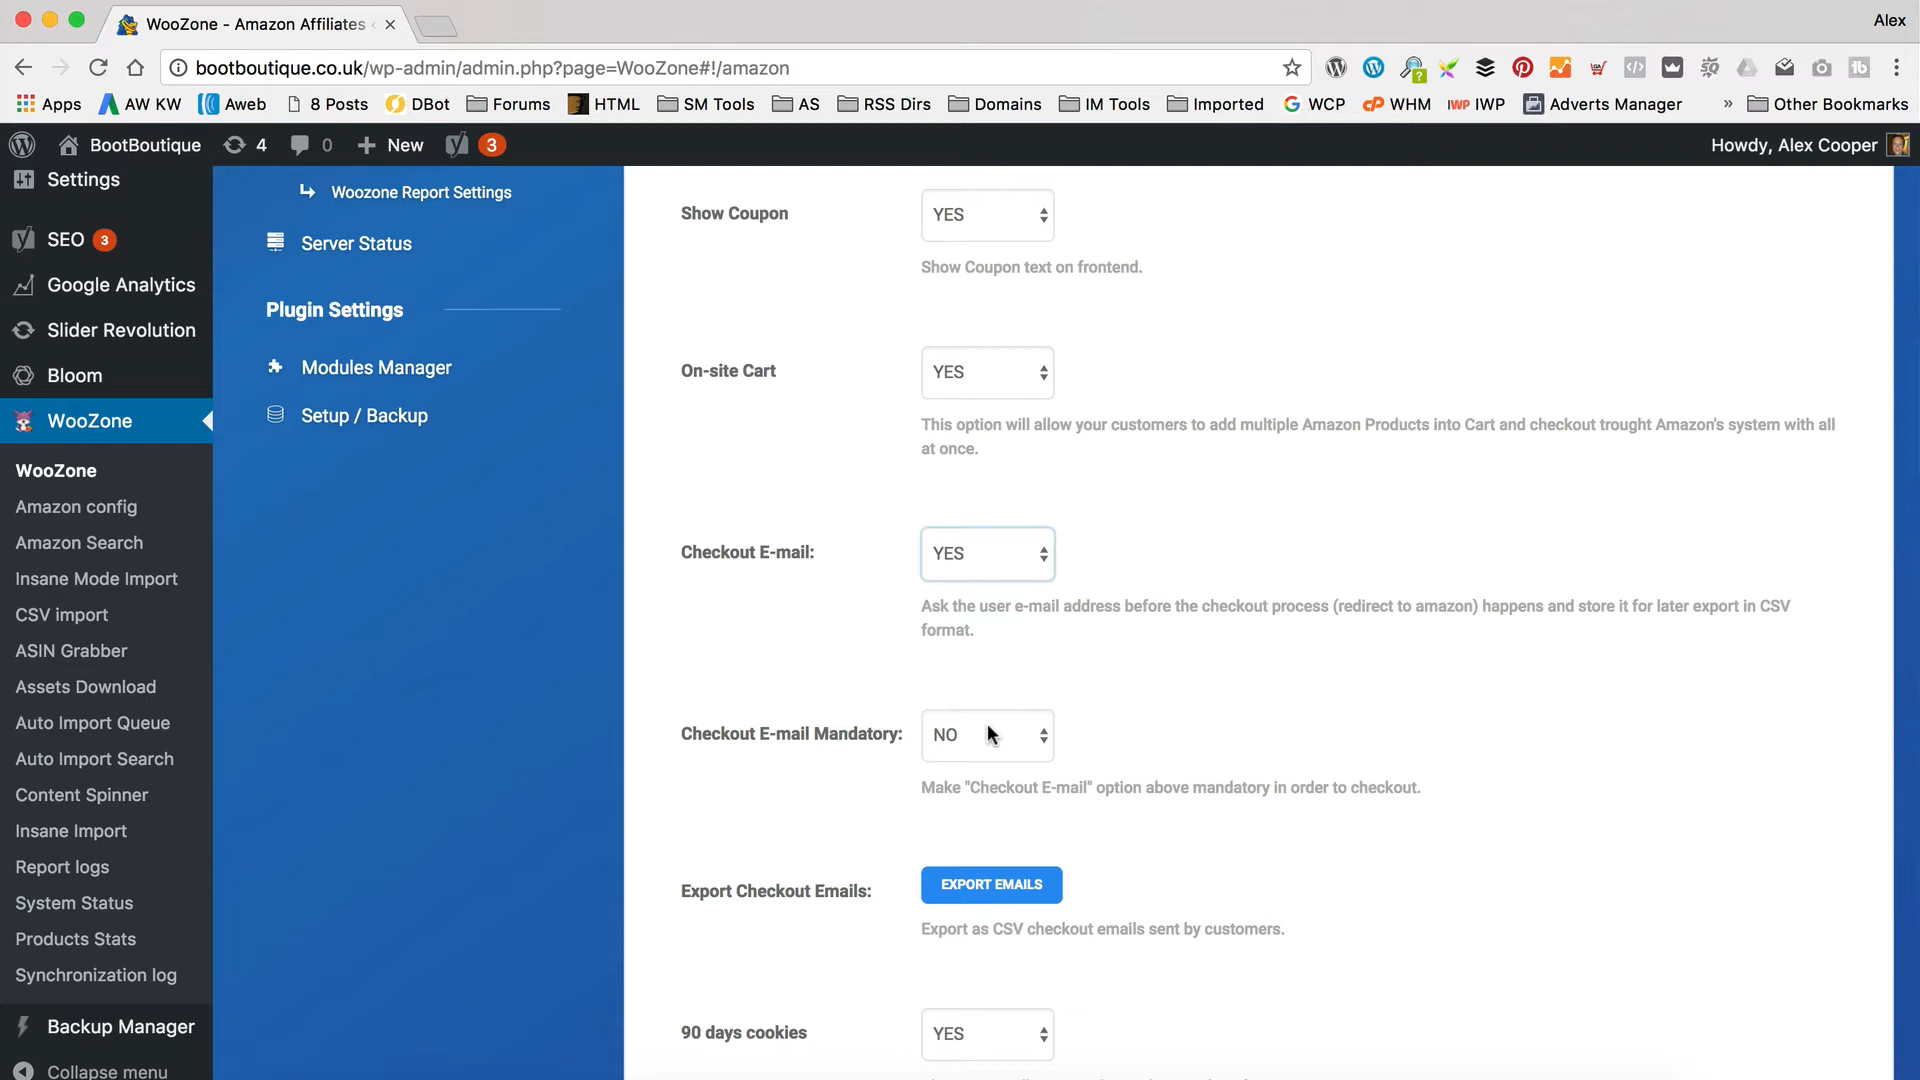 WooZone - Amazon Affiliates
Alex
bootboutique.co.uk/wp-admin/admin.php?page=WooZone#!/amazon
Apps
AW KW
Aweb
8 Posts
DBot
Forums
HTML
SM Tools
AS
RSS Dirs
Domains
IM Tools
Imported
WCP
WHM
IWP
IWP
Adverts Manager
»
Other Bookmarks
BootBoutique
4
0
New
3
Howdy, Alex Cooper
Settings
SEO 3
Google Analytics
Slider Revolution
Bloom
WooZone
WooZone
Amazon config
Amazon Search
Insane Mode Import
CSV import
ASIN Grabber
Assets Download
Auto Import Queue
Auto Import Search
Content Spinner
Insane Import
Report logs
System Status
Products Stats
Synchronization log
Backup Manager
Collapse menu
Woozone Report Settings
Server Status
Plugin Settings
Modules Manager
Setup / Backup
Show Coupon
YES
Show Coupon text on frontend.
On-site Cart
YES
This option will allow your customers to add multiple Amazon Products into Cart and checkout trought Amazon's system with all
at once.
Checkout E-mail:
YES
Ask the user e-mail address before the checkout process (redirect to amazon) happens and store it for later export in CSV
format.
Checkout E-mail Mandatory:
NO
Make "Checkout E-mail" option above mandatory in order to checkout.
Export Checkout Emails:
EXPORT EMAILS
Export as CSV checkout emails sent by customers.
90 days cookies
YES